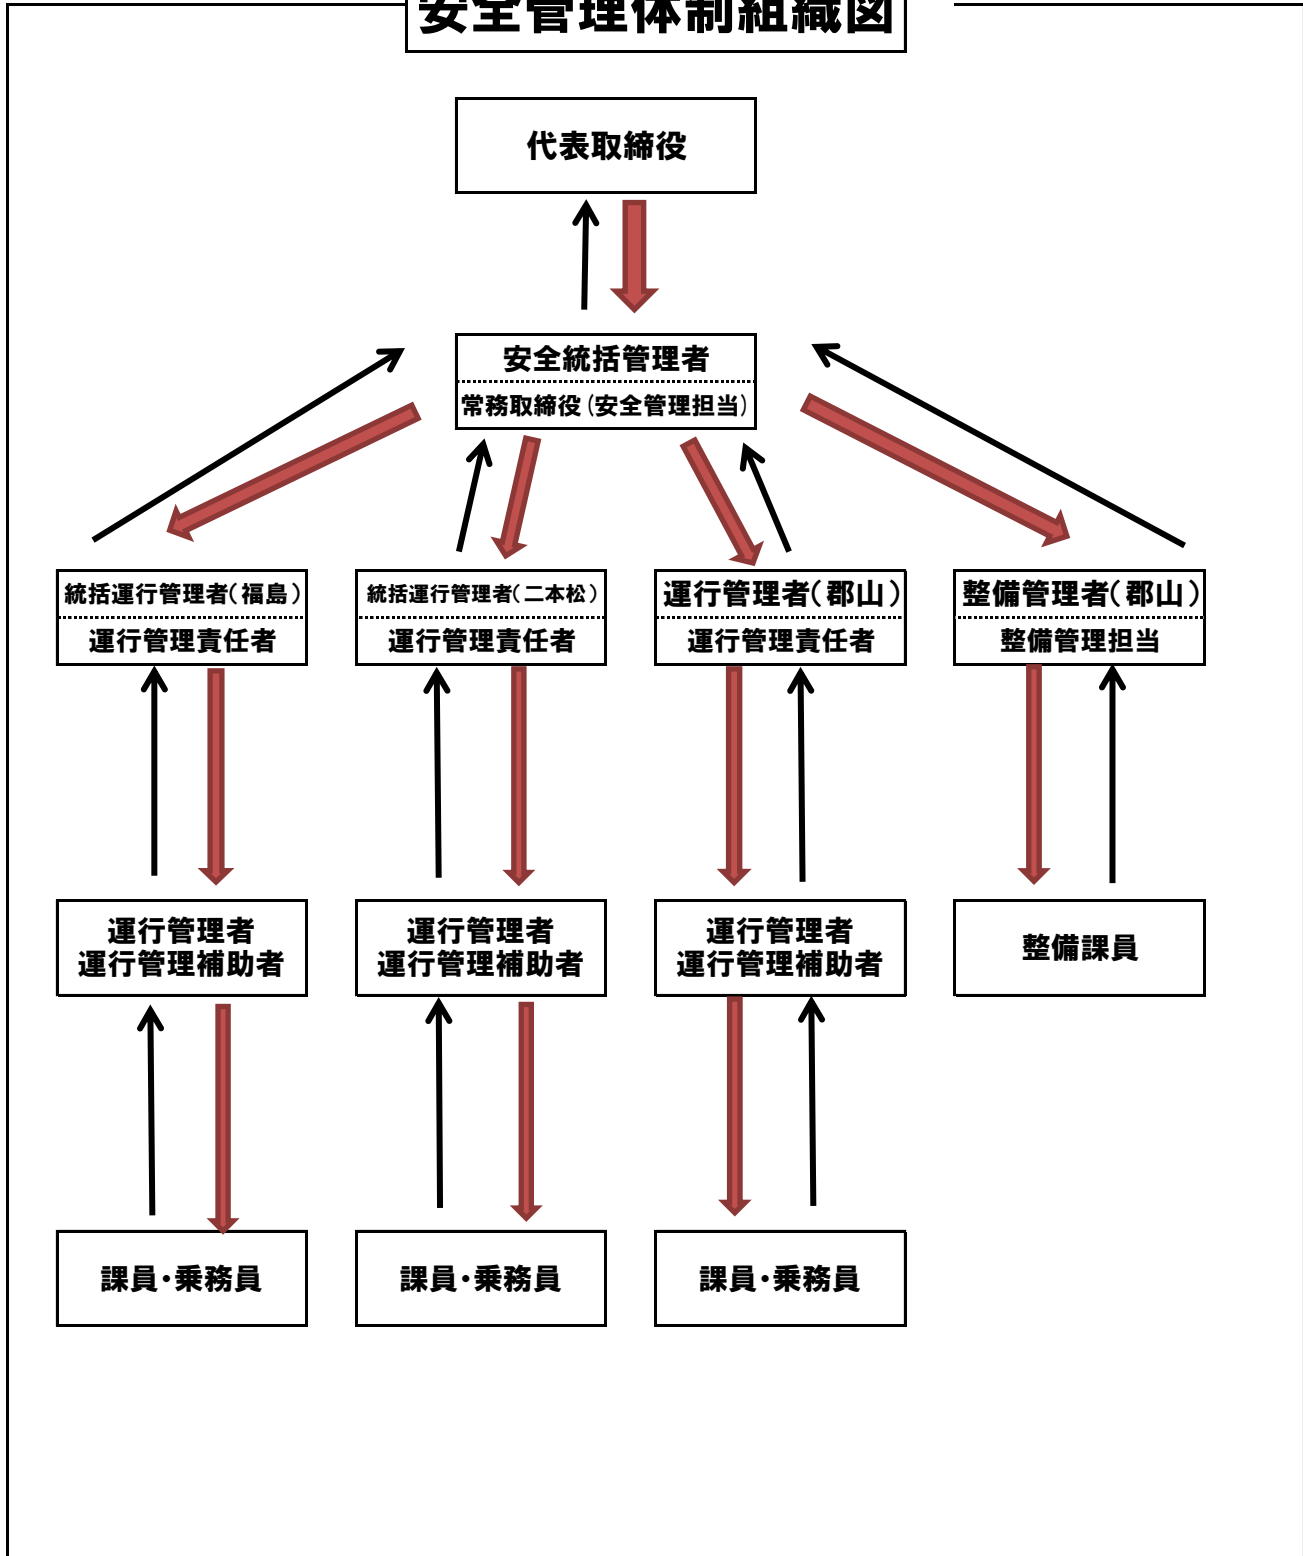 安全管理体制組織図
代表取締役
安全統括管理者
常務取締役(安全管理担当)
統括運行管理者(福島)
運行管理責任者
統括運行管理者(二本松)
運行管理責任者
運行管理者(郡山)
運行管理責任者
整備管理者(郡山)
整備管理担当
運行管理者
運行管理補助者
運行管理者
運行管理補助者
運行管理者
運行管理補助者
整備課員
課員・乗務員
課員・乗務員
課員・乗務員